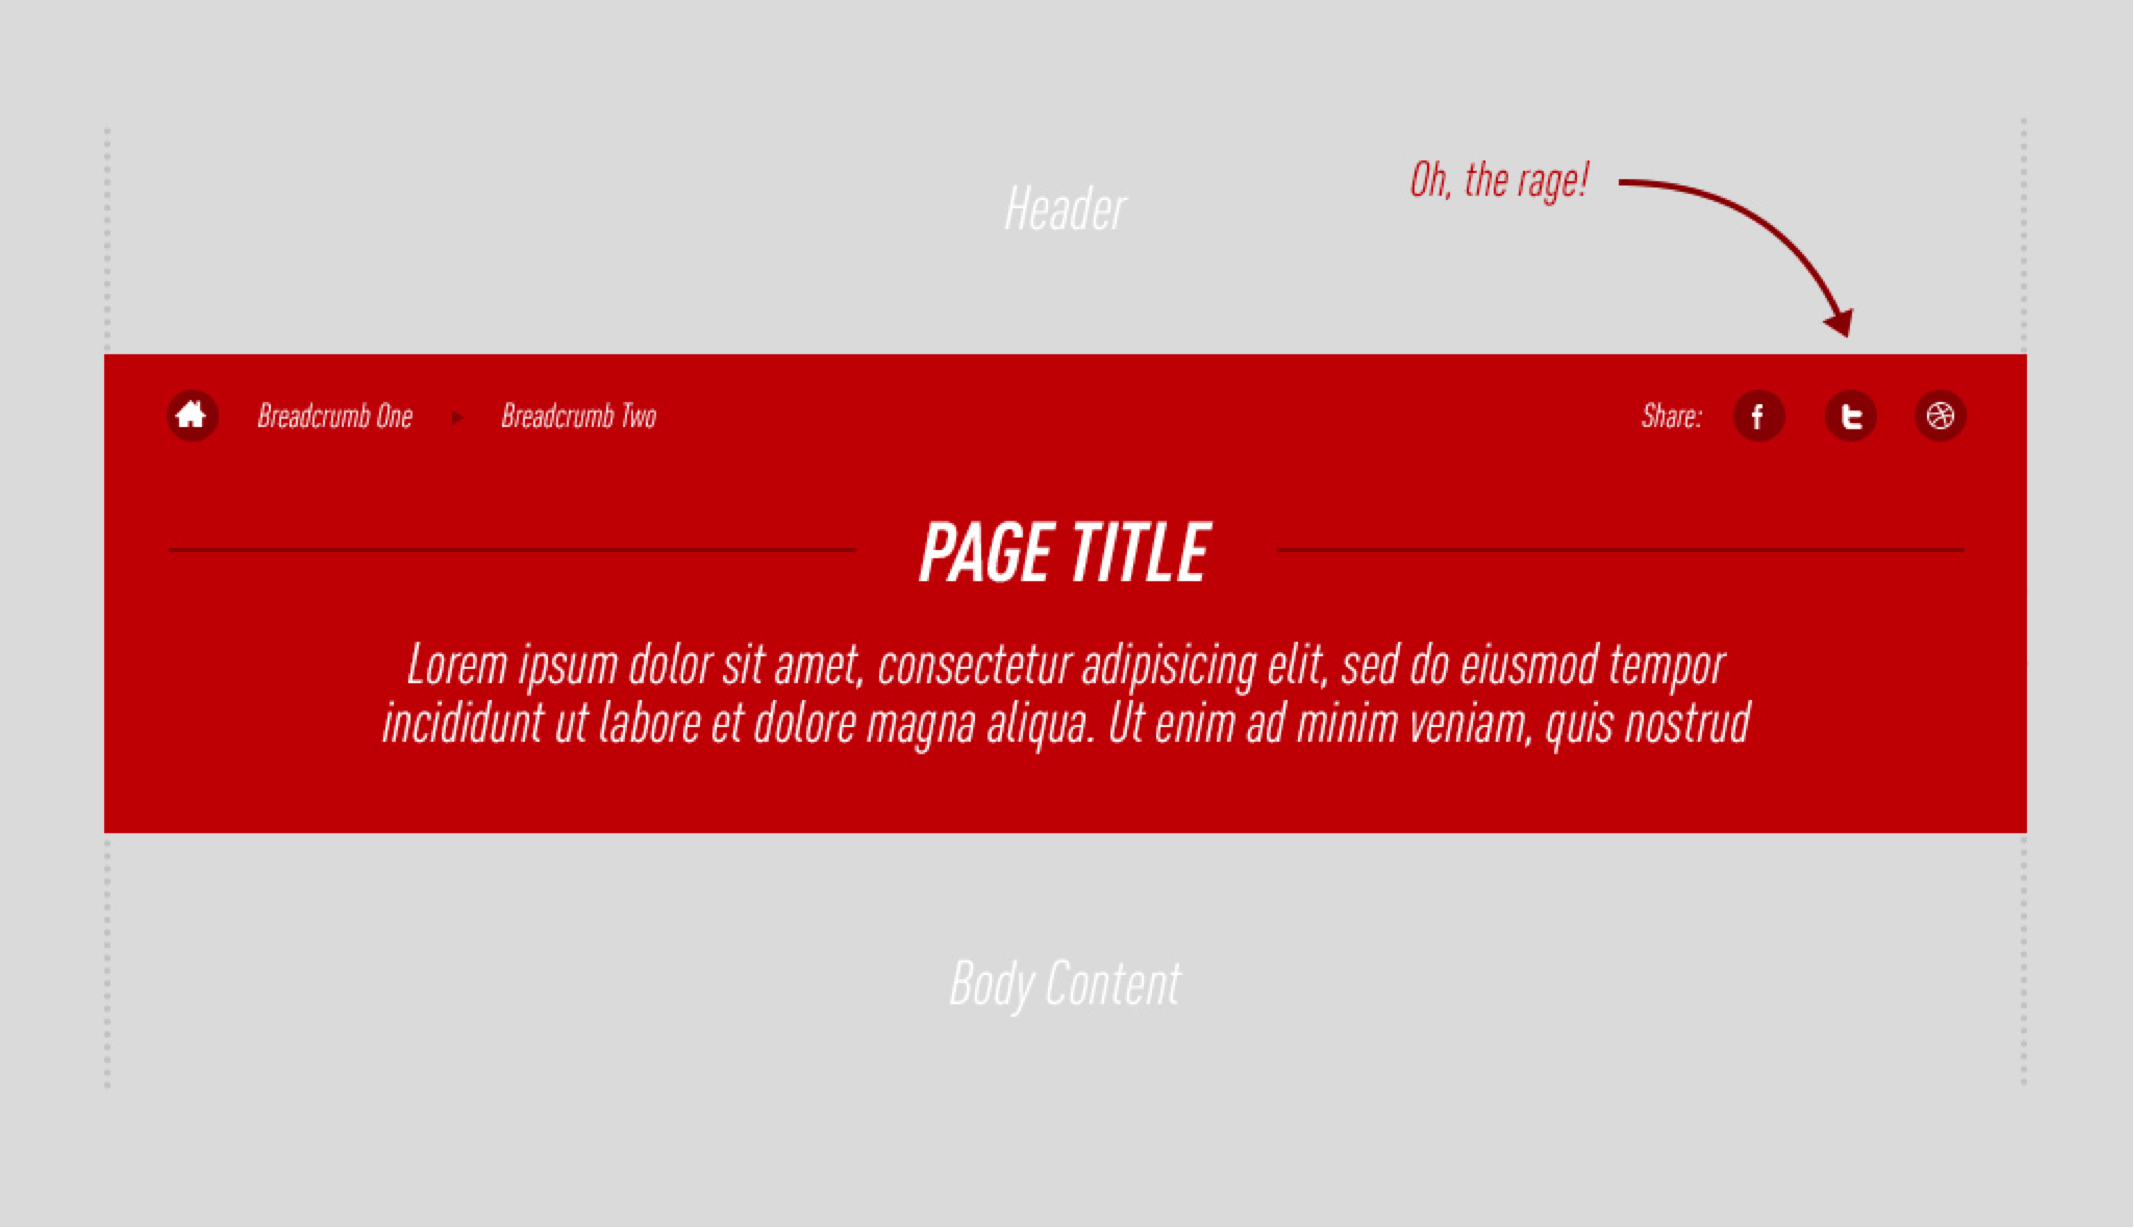 Header
Oh, the rage!
Breadcrumb One
Breadcrumb Two
Share:
PAGE TITLE
Lorem ipsum dolor sit amet, consectetur adipisicing elit, sed do eiusmod tempor
incididunt ut labore et dolore magna aliqua. Ut enim ad minim veniam, quis nostrud
Body Content